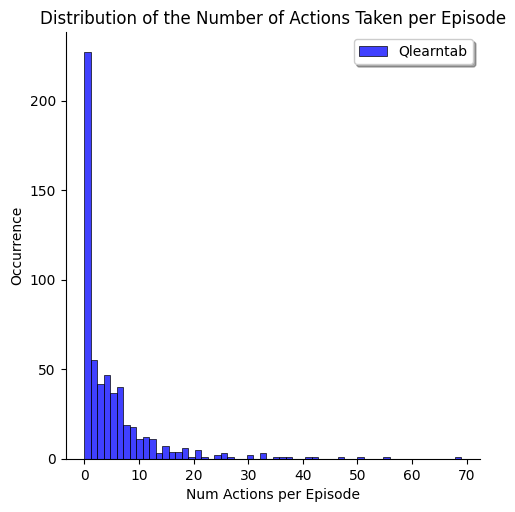 Distribution of the Number of Actions Taken per Episode
Qlearntab
200
150
100
50
0
Occurrence
0 10 20 30 40 50 60 70
Num Actions per Episode